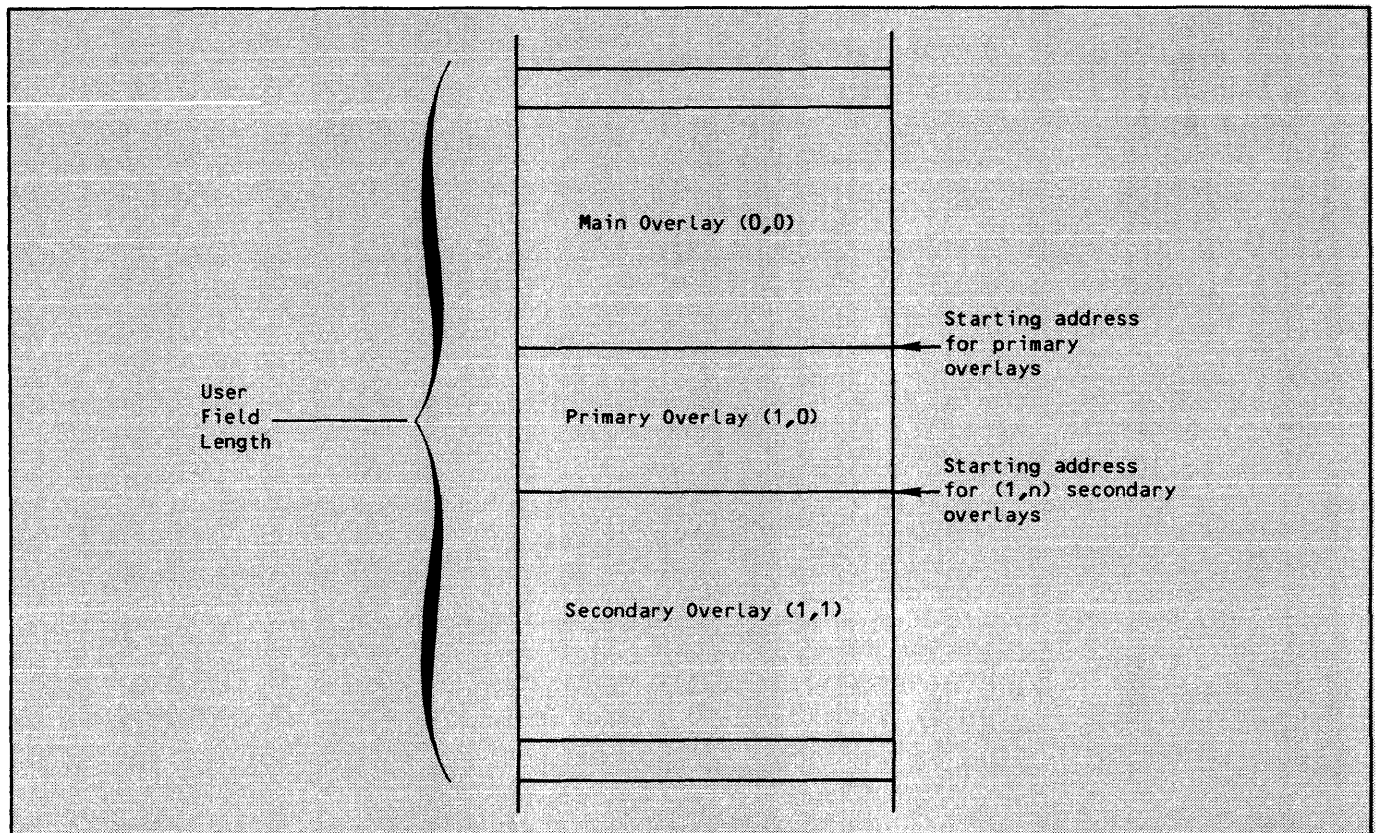 Main Overlay (0,0)
Starting address
for primary
overlays
User
Field
Length
Primary Overlay (1,0)
Starting address
for (1,n) secondary
overlays
Secondary Overlay (1,1)